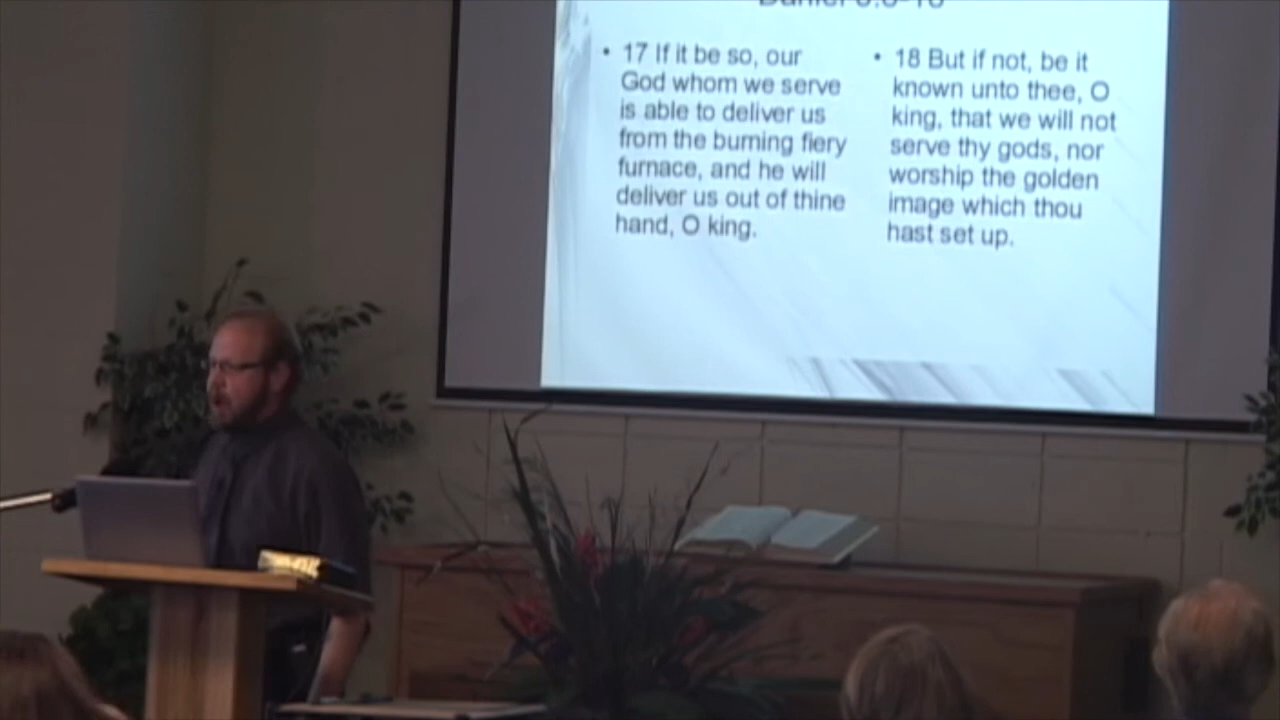 • 17 If it be so, our
God whom we serve
is able to deliver us
from the burning fiery
furnace, and he will
deliver us out of thine
hand, O king.
• 18 But if not, be it
known unto thee, O
king, that we will not
serve thy gods, nor
worship the golden
image which thou
hast set up.